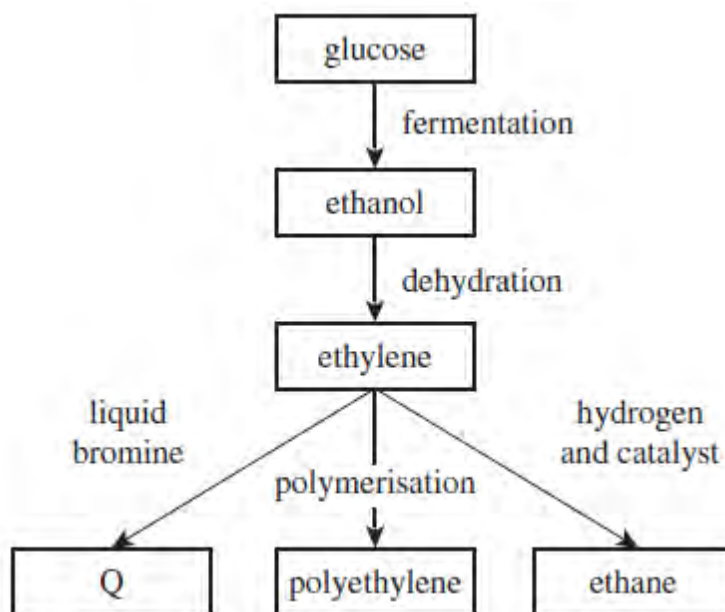 glucose
fermentation
ethanol
dehydration
ethylene
liquid
bromine
hydrogen
and catalyst
polymerisation
Q
polyethylene
ethane